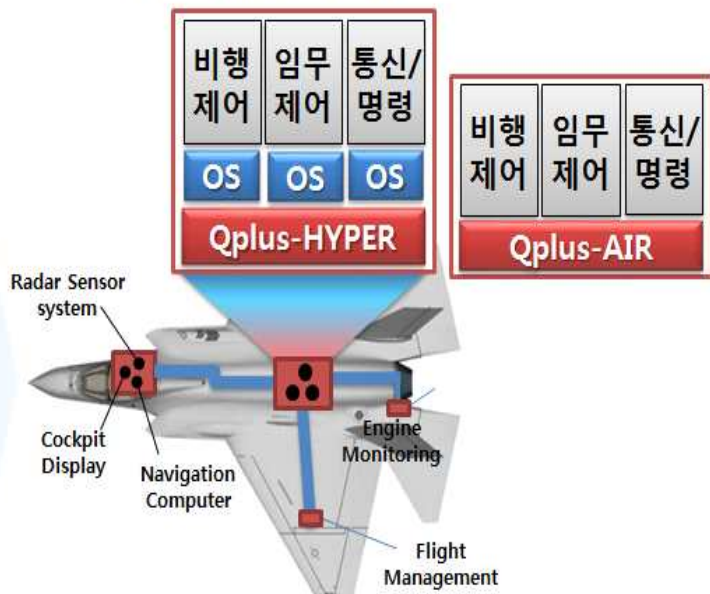 비행 임무 통신/
제어 제어 명령
OS OS OS
Qplus-HYPER
비행 임무 통신/
제어 제어 명령
Qplus-AIR
Radar Sensor
system
Cockpit
Display
Navigation
Computer
Engine
Monitoring
Flight
Management